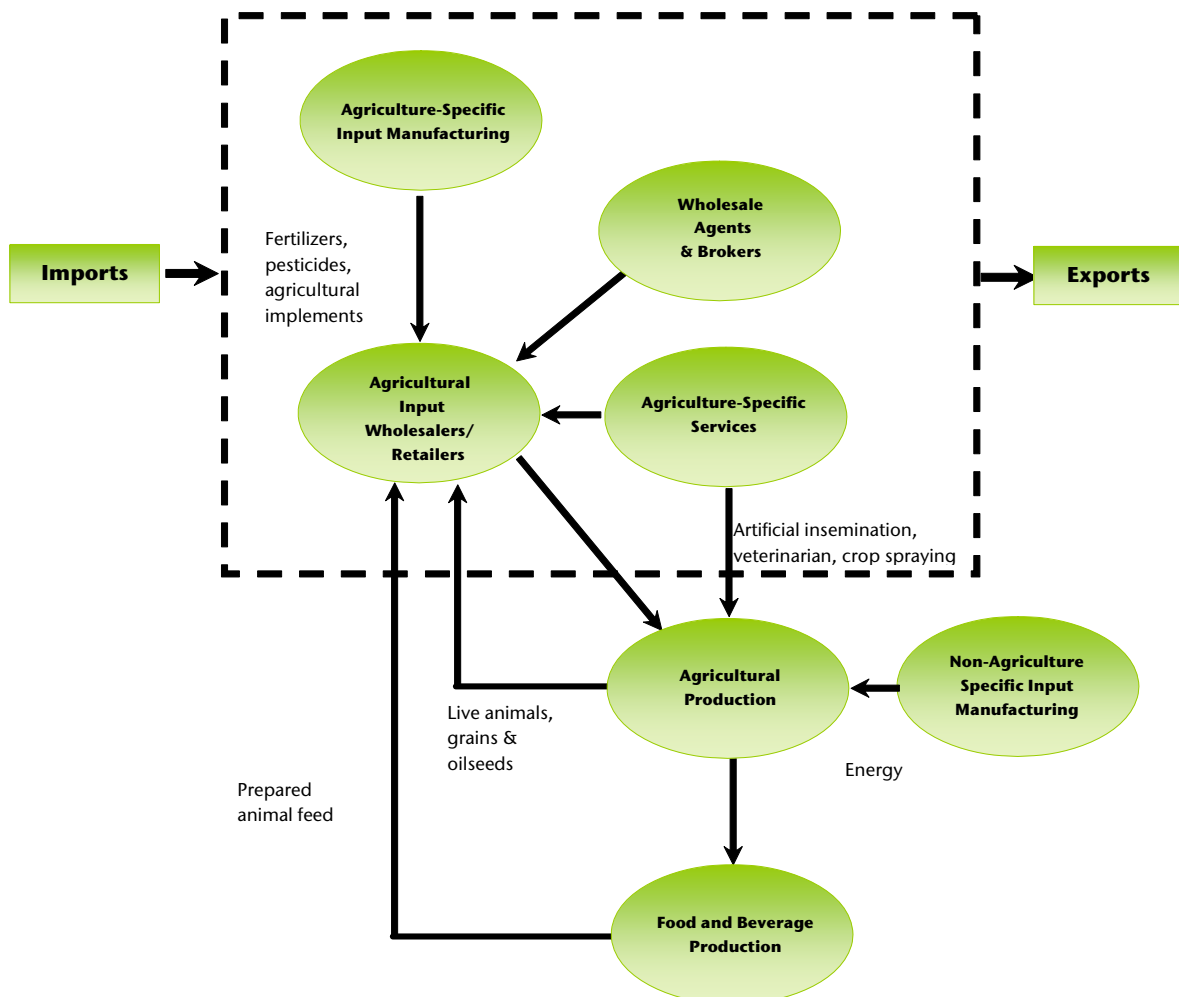 Agriculture-Specific
Input Manufacturing
Wholesale
Agents
& Brokers
Fertilizers,
pesticides,
agricultural
implements
Imports
Exports
Agricultural
Input
Wholesalers/
Retailers
Agriculture-Specific
Services
Artificial insemination,
veterinarian, crop spraying
Agricultural
Production
Non-Agriculture
Specific Input
Manufacturing
Live animals,
grains &
oilseeds
Energy
Prepared
animal feed
Food and Beverage
Production